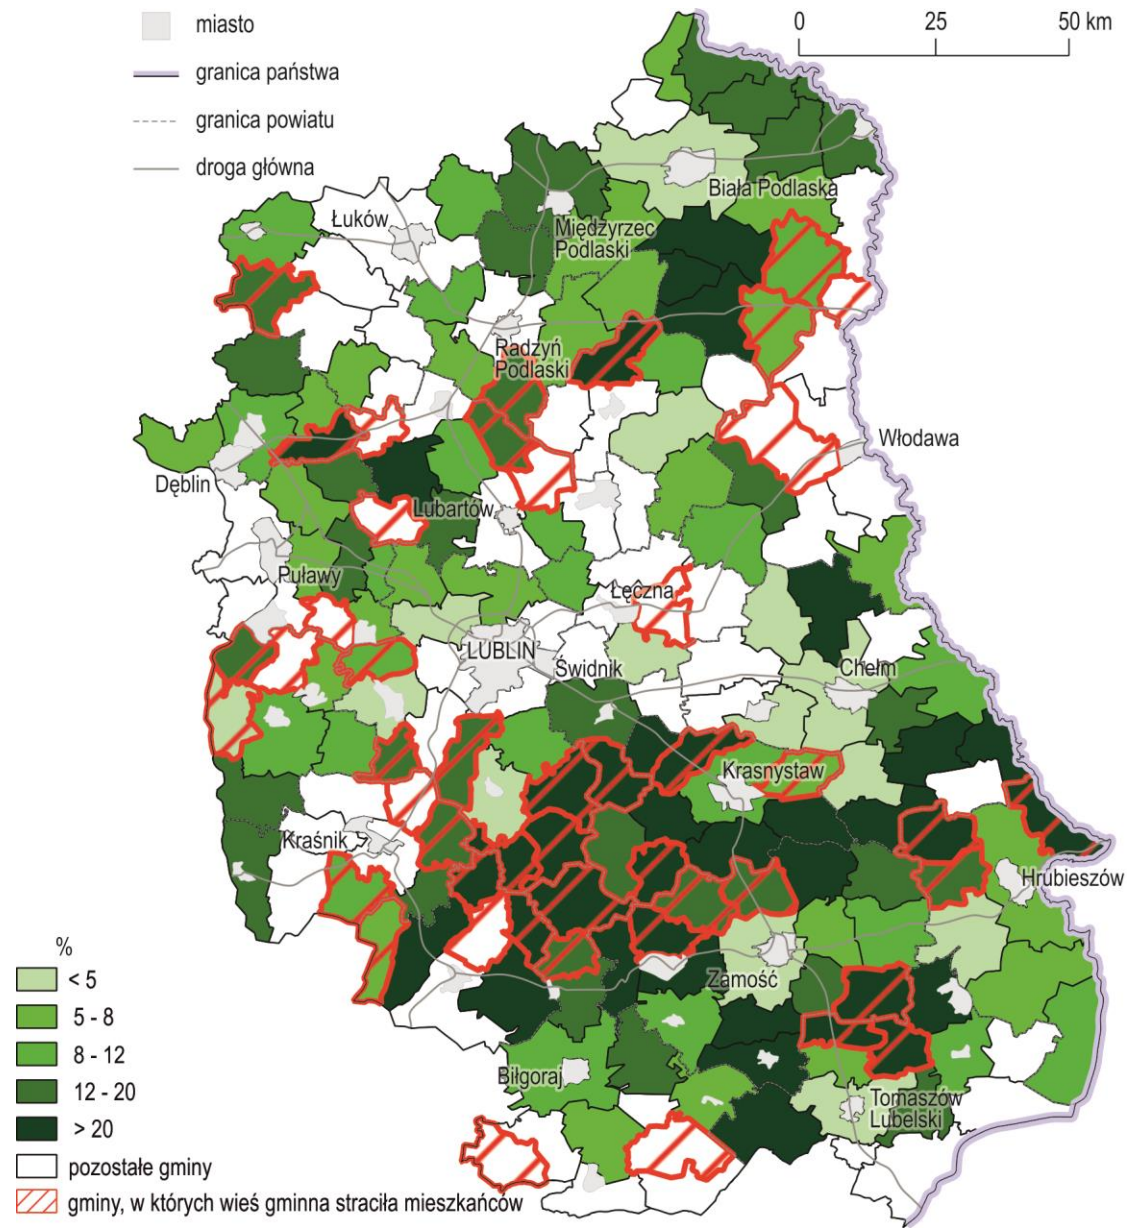 miasto
0 25 50 km
granica państwa
granica powiatu
droga główna
Biała Podlaska
Łuków
Międzyrzec
Podlaski
Radzyń
Podlaski
Włodawa
Dęblin
Lubartów
Puławy
Łęczna
LUBLIN
Świdnik
Chełm
Krasnystaw
Kraśnik
Hrubieszów
Zamość
Biłgoraj
Tomaszów
Lubelski
%
< 5
5 - 8
8 - 12
12 - 20
> 20
pozostałe gminy
gminy, w których wieś gminna straciła mieszkańców